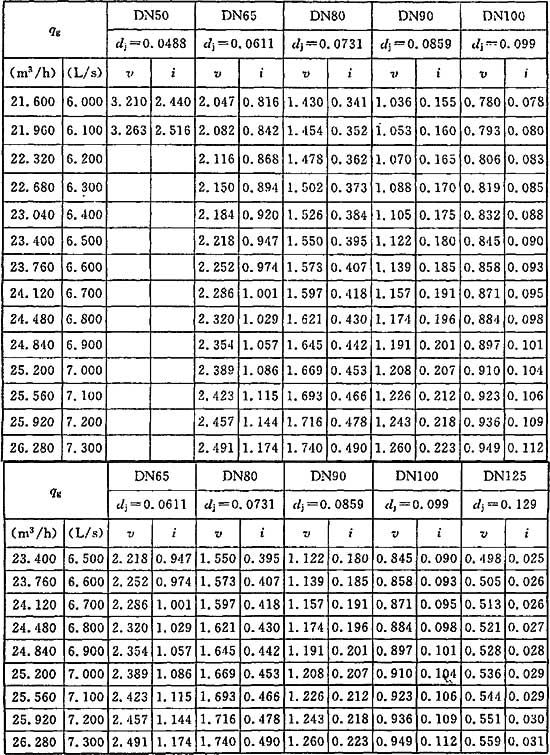 qg DN50 DN65 DN80 DN90 DN100
dj=0.0488 dj=0.0611 dj=0.0731 dj=0.0859 dj=0.099
(m³/h) (L/s) v i v i v i v i v i
21.600 6.000 3.210 2.440 2.047 0.816 1.430 0.341 1.036 0.155 0.780 0.078
21.960 6.100 3.263 2.516 2.082 0.842 1.454 0.352 1.053 0.160 0.793 0.080
22.320 6.200 2.116 0.868 1.478 0.362 1.070 0.165 0.806 0.083
22.680 6.300 2.150 0.894 1.502 0.373 1.088 0.170 0.819 0.085
23.040 6.400 2.184 0.920 1.526 0.384 1.105 0.175 0.832 0.088
23.400 6.500 2.218 0.947 1.550 0.395 1.122 0.180 0.845 0.090
23.760 6.600 2.252 0.974 1.573 0.407 1.139 0.185 0.858 0.093
24.120 6.700 2.286 1.001 1.597 0.418 1.157 0.191 0.871 0.095
24.480 6.800 2.320 1.029 1.621 0.430 1.174 0.196 0.884 0.098
24.840 6.900 2.354 1.057 1.645 0.442 1.191 0.201 0.897 0.101
25.200 7.000 2.389 1.086 1.669 0.453 1.208 0.207 0.910 0.104
25.560 7.100 2.423 1.115 1.693 0.466 1.226 0.212 0.923 0.106
25.920 7.200 2.457 1.144 1.716 0.478 1.243 0.218 0.936 0.109
26.280 7.300 2.491 1.174 1.740 0.490 1.260 0.223 0.949 0.112
qg DN65 DN80 DN90 DN100 DN125
dj=0.0611 dj=0.0731 dj=0.0859 dj=0.099 dj=0.129
(m³/h) (L/s) v i v i v i v i v i
23.400 6.500 2.218 0.947 1.550 0.395 1.122 0.180 0.845 0.090 0.498 0.025
23.760 6.600 2.252 0.974 1.573 0.407 1.139 0.185 0.858 0.093 0.505 0.026
24.120 6.700 2.286 1.001 1.597 0.418 1.157 0.191 0.871 0.095 0.513 0.026
24.480 6.800 2.320 1.029 1.621 0.430 1.174 0.196 0.884 0.098 0.521 0.027
24.840 6.900 2.354 1.057 1.645 0.442 1.191 0.201 0.897 0.101 0.528 0.028
25.200 7.000 2.389 1.086 1.669 0.453 1.208 0.207 0.910 0.104 0.536 0.029
25.560 7.100 2.423 1.115 1.693 0.466 1.226 0.212 0.923 0.106 0.544 0.029
25.920 7.200 2.457 1.144 1.716 0.478 1.243 0.218 0.936 0.109 0.551 0.030
26.280 7.300 2.491 1.174 1.740 0.490 1.260 0.223 0.949 0.112 0.559 0.031